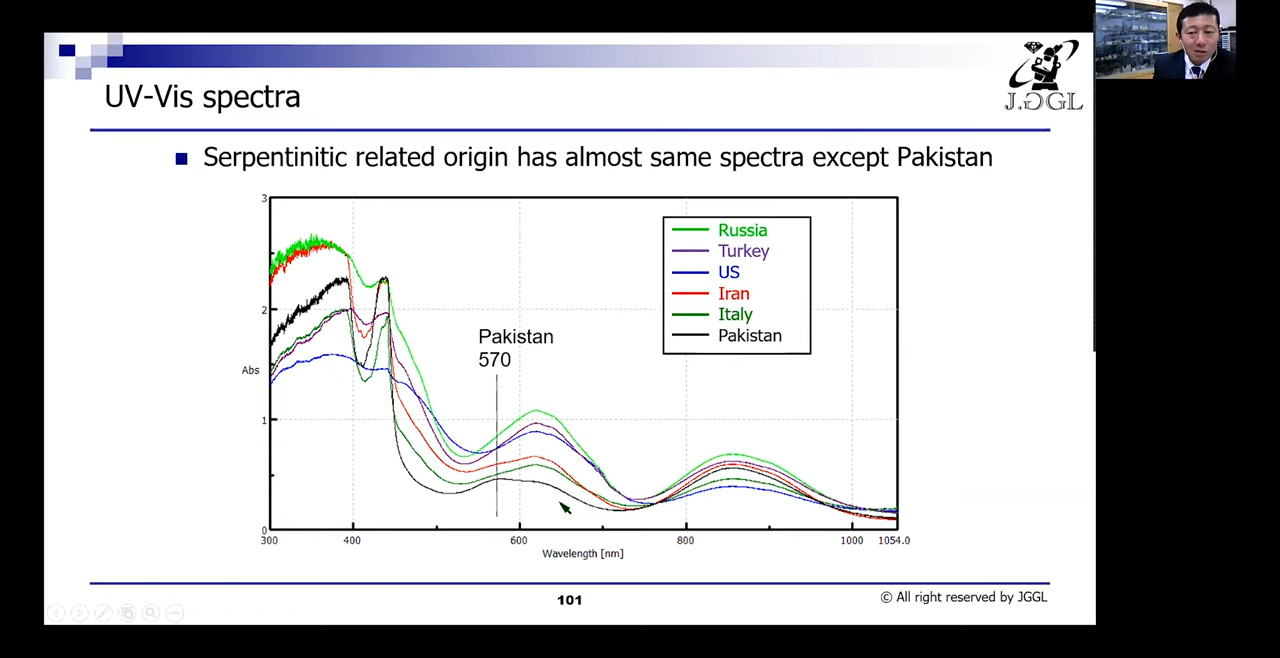 UV-Vis spectra
J.GGL
Serpentinitic related origin has almost same spectra except Pakistan
3
2
Abs
1
0
300
400
600
800
1000
1054.0
Wavelength [nm]
Pakistan
570
Russia
Turkey
US
Iran
Italy
Pakistan
101
© All right reserved by JGGL